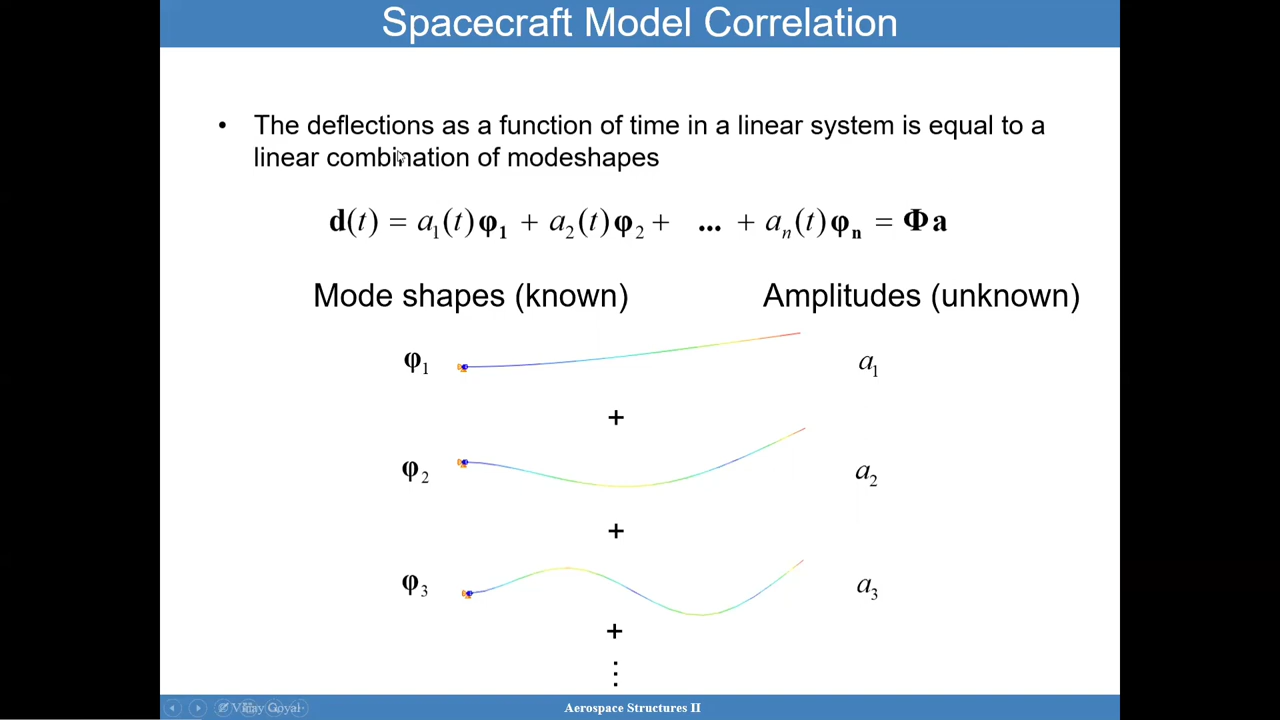 Spacecraft Model Correlation
• The deflections as a function of time in a linear system is equal to a
linear combination of modeshapes
d(t) = a₁(t)φ₁ + a₂(t)φ₂ + ... + aₙ(t)φₙ = Φa
Mode shapes (known) Amplitudes (unknown)
φ₁ a₁
+
φ₂ a₂
+
φ₃ a₃
+
⋮
Vinay Goyal Aerospace Structures II